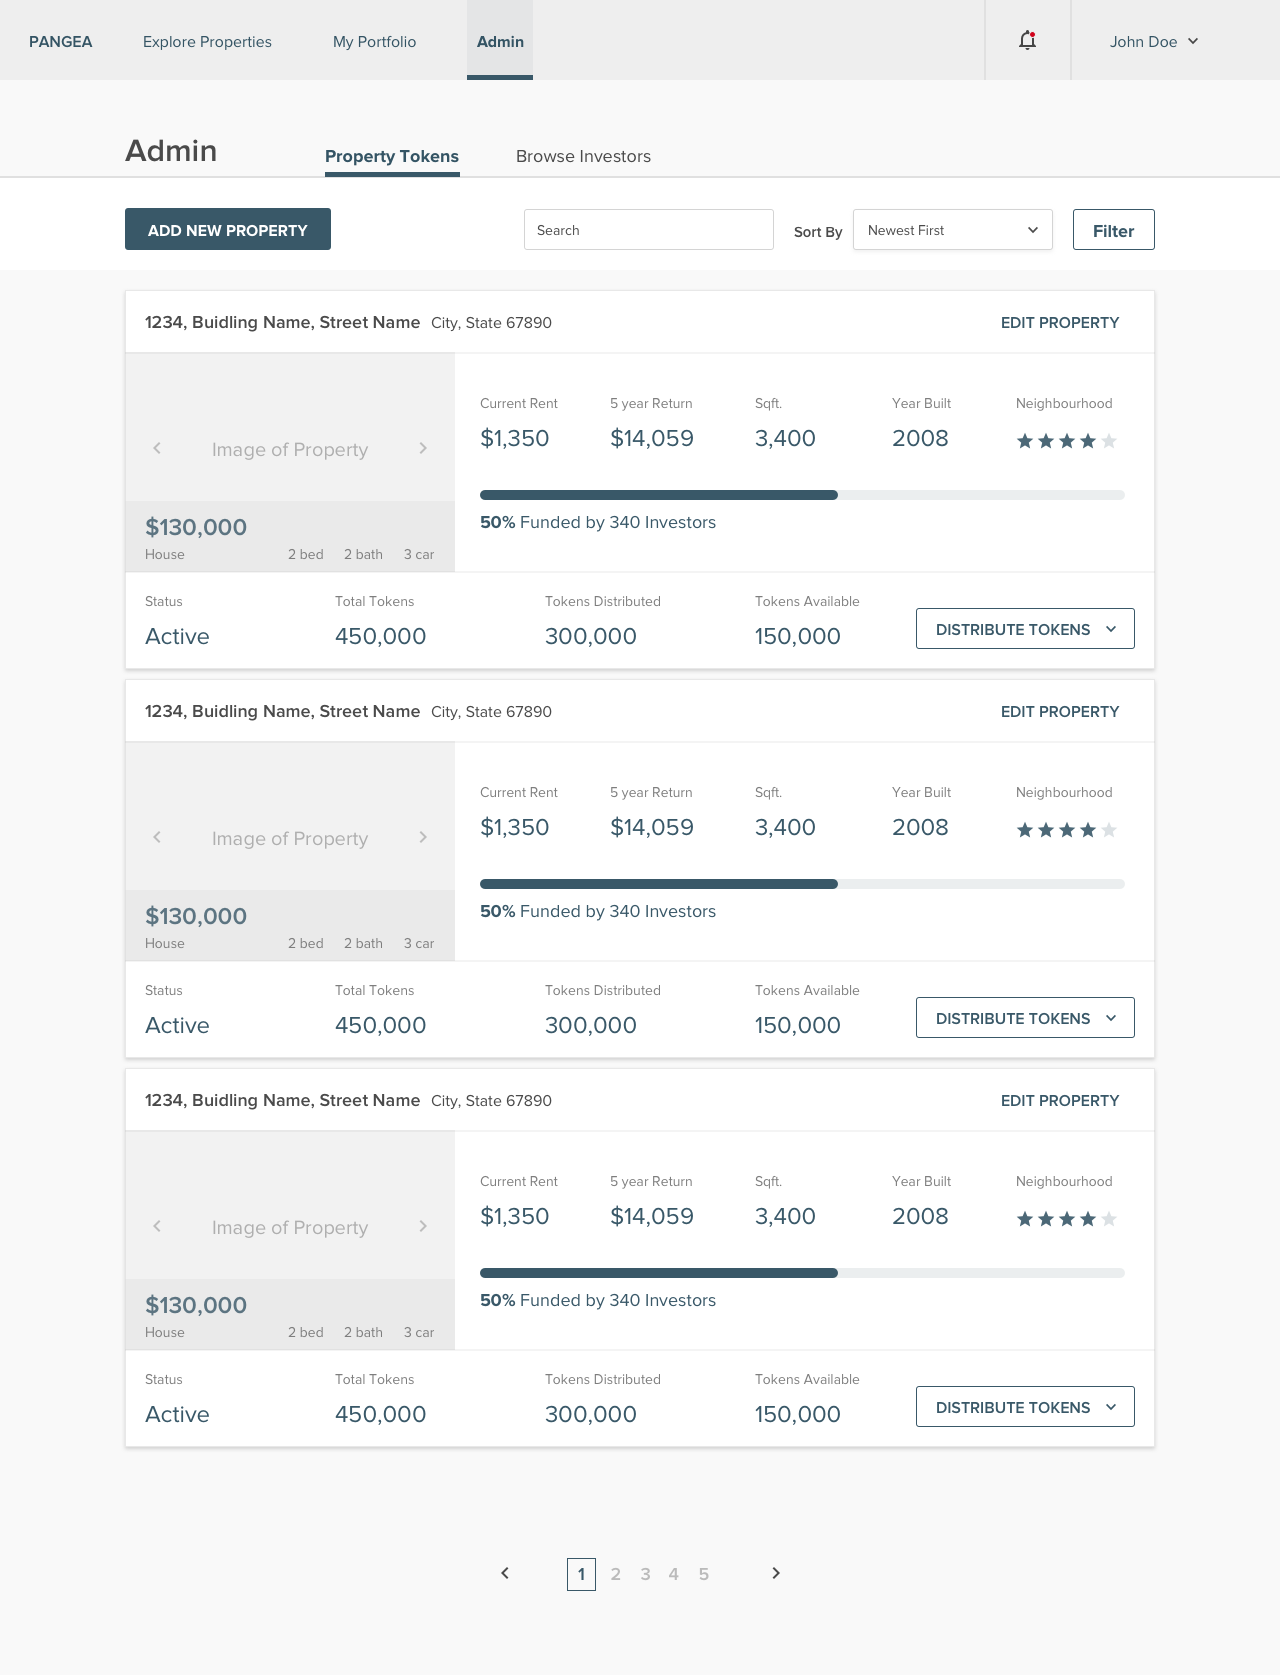 PANGEA Explore Properties My Portfolio Admin John Doe
Admin Property Tokens Browse Investors
ADD NEW PROPERTY Search Sort By Newest First Filter
1234, Buidling Name, Street Name City, State 67890 EDIT PROPERTY
Current Rent 5 year Return Sqft. Year Built Neighbourhood
$1,350 $14,059 3,400 2008
Image of Property
50% Funded by 340 Investors
$130,000
House 2 bed 2 bath 3 car
Status Total Tokens Tokens Distributed Tokens Available
Active 450,000 300,000 150,000 DISTRIBUTE TOKENS
1234, Buidling Name, Street Name City, State 67890 EDIT PROPERTY
Current Rent 5 year Return Sqft. Year Built Neighbourhood
$1,350 $14,059 3,400 2008
Image of Property
50% Funded by 340 Investors
$130,000
House 2 bed 2 bath 3 car
Status Total Tokens Tokens Distributed Tokens Available
Active 450,000 300,000 150,000 DISTRIBUTE TOKENS
1234, Buidling Name, Street Name City, State 67890 EDIT PROPERTY
Current Rent 5 year Return Sqft. Year Built Neighbourhood
$1,350 $14,059 3,400 2008
Image of Property
50% Funded by 340 Investors
$130,000
House 2 bed 2 bath 3 car
Status Total Tokens Tokens Distributed Tokens Available
Active 450,000 300,000 150,000 DISTRIBUTE TOKENS
1 2 3 4 5